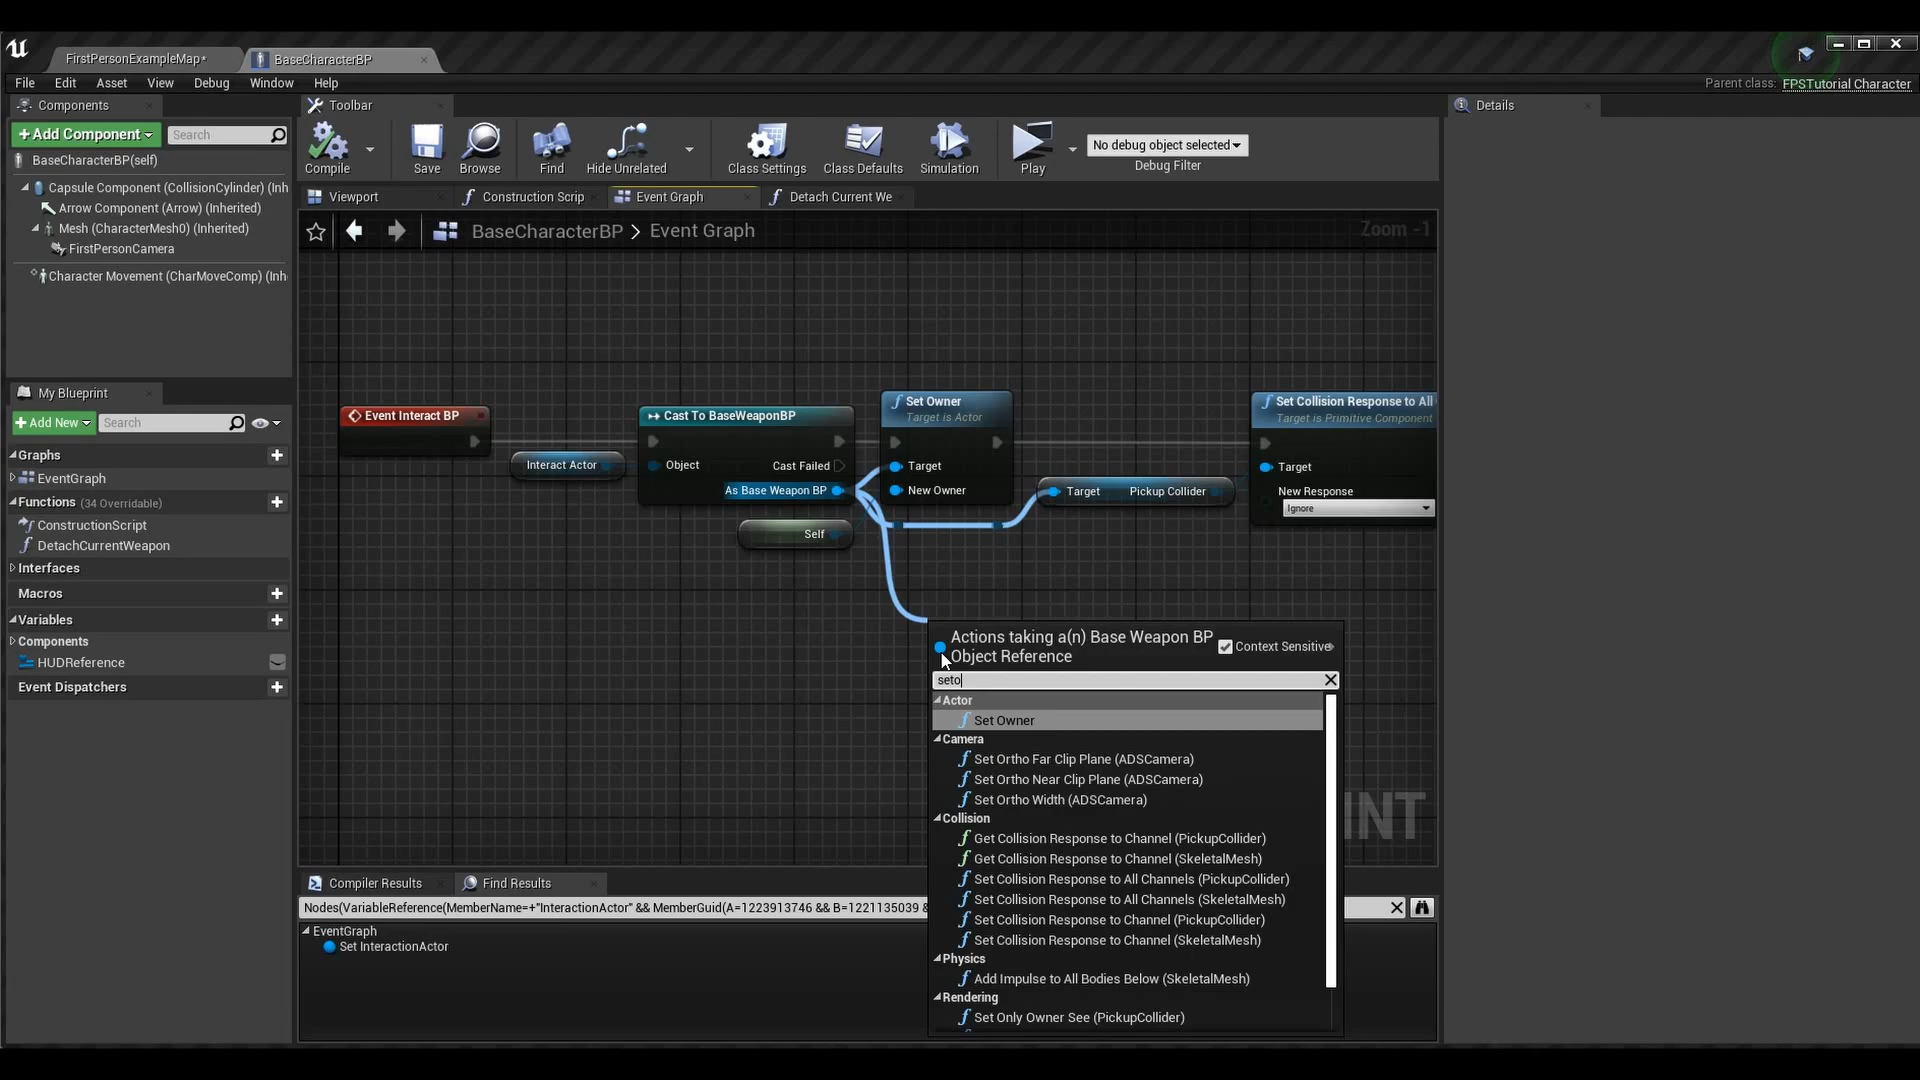 FirstPersonExampleMap*
BaseCharacterBP
File Edit Asset View Debug Window Help
Parent class: FPSTutorial Character
Components
Toolbar
Details
+Add Component
Search
BaseCharacterBP(self)
Capsule Component (CollisionCylinder) (Inh
Arrow Component (Arrow) (Inherited)
Mesh (CharacterMesh0) (Inherited)
FirstPersonCamera
Character Movement (CharMoveComp) (Inh
Compile
Save
Browse
Find
Hide Unrelated
Class Settings
Class Defaults
Simulation
Play
No debug object selected
Debug Filter
Viewport
Construction Scrip
Event Graph
Detach Current We
BaseCharacterBP > Event Graph
Zoom -1
My Blueprint
+Add New
Search
Graphs
EventGraph
Functions (34 Overridable)
ConstructionScript
DetachCurrentWeapon
Interfaces
Macros
Variables
Components
HUDReference
Event Dispatchers
Event Interact BP
Interact Actor
Cast To BaseWeaponBP
Object
Cast Failed
As Base Weapon BP
Self
Set Owner
Target is Actor
Target
New Owner
Target
Pickup Collider
Set Collision Response to All
Target is Primitive Component
Target
New Response
Ignore
Actions taking a(n) Base Weapon BP
Object Reference
Context Sensitive
seto
Actor
Set Owner
Camera
Set Ortho Far Clip Plane (ADSCamera)
Set Ortho Near Clip Plane (ADSCamera)
Set Ortho Width (ADSCamera)
Collision
Get Collision Response to Channel (PickupCollider)
Get Collision Response to Channel (SkeletalMesh)
Set Collision Response to All Channels (PickupCollider)
Set Collision Response to All Channels (SkeletalMesh)
Set Collision Response to Channel (PickupCollider)
Set Collision Response to Channel (SkeletalMesh)
Physics
Add Impulse to All Bodies Below (SkeletalMesh)
Rendering
Set Only Owner See (PickupCollider)
INT
Compiler Results
Find Results
Nodes(VariableReference(MemberName=+"InteractionActor" && MemberGuid(A=1223913746 && B=1221135039 &
EventGraph
Set InteractionActor